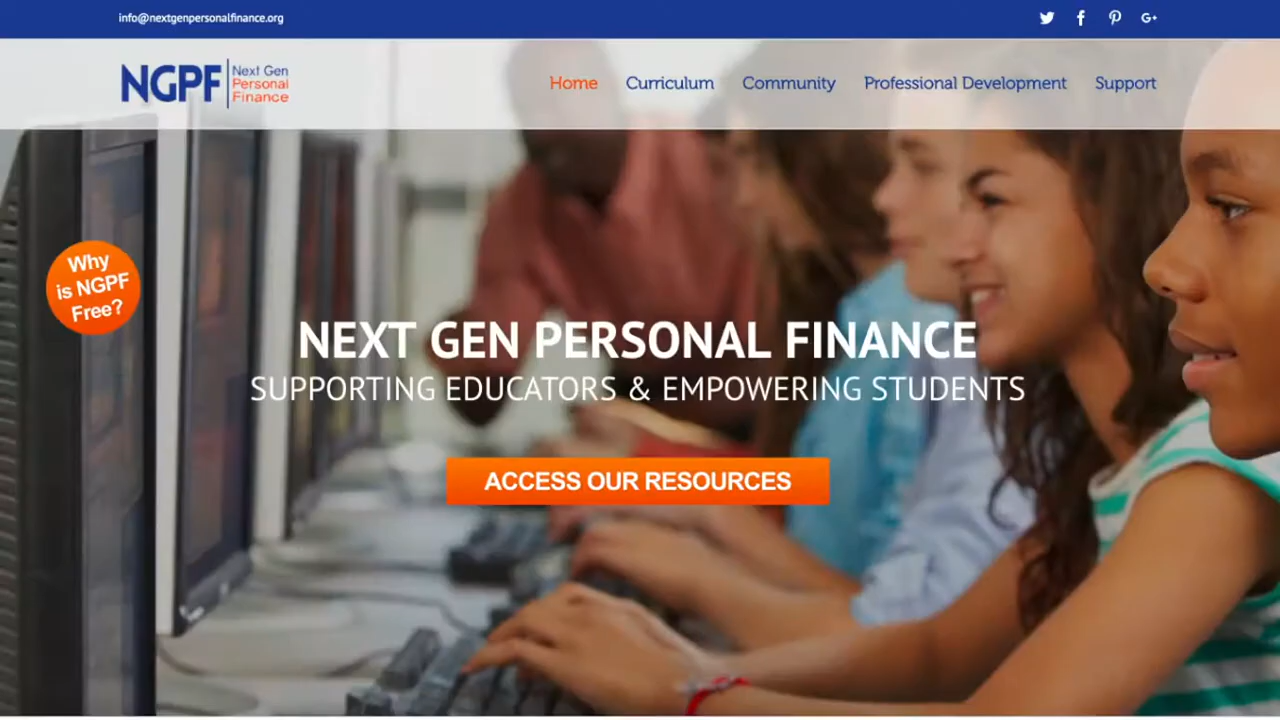 info@nextgenpersonalfinance.org
NGPF
Next Gen
Personal
Finance
Home Curriculum Community Professional Development Support
Why
is NGPF
Free?
NEXT GEN PERSONAL FINANCE
SUPPORTING EDUCATORS & EMPOWERING STUDENTS
ACCESS OUR RESOURCES